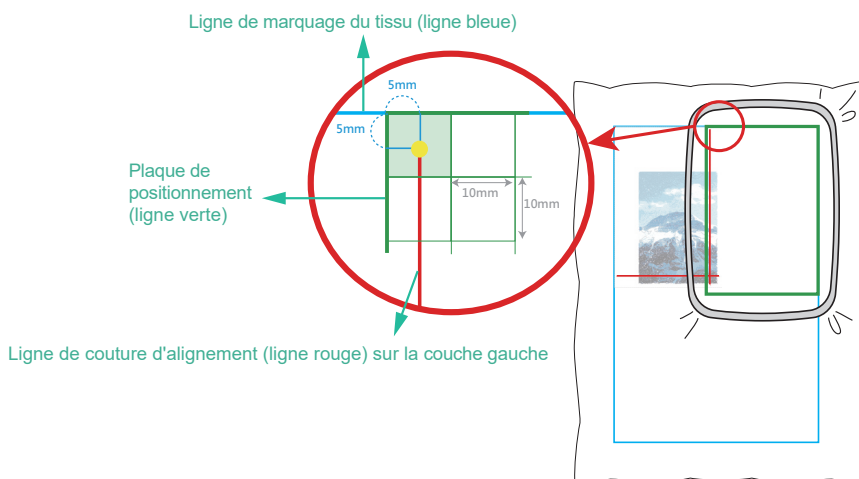 Ligne de marquage du tissu (ligne bleue)
5mm
5mm
Plaque de
positionnement
(ligne verte)
10mm
10mm
Ligne de couture d'alignement (ligne rouge) sur la couche gauche